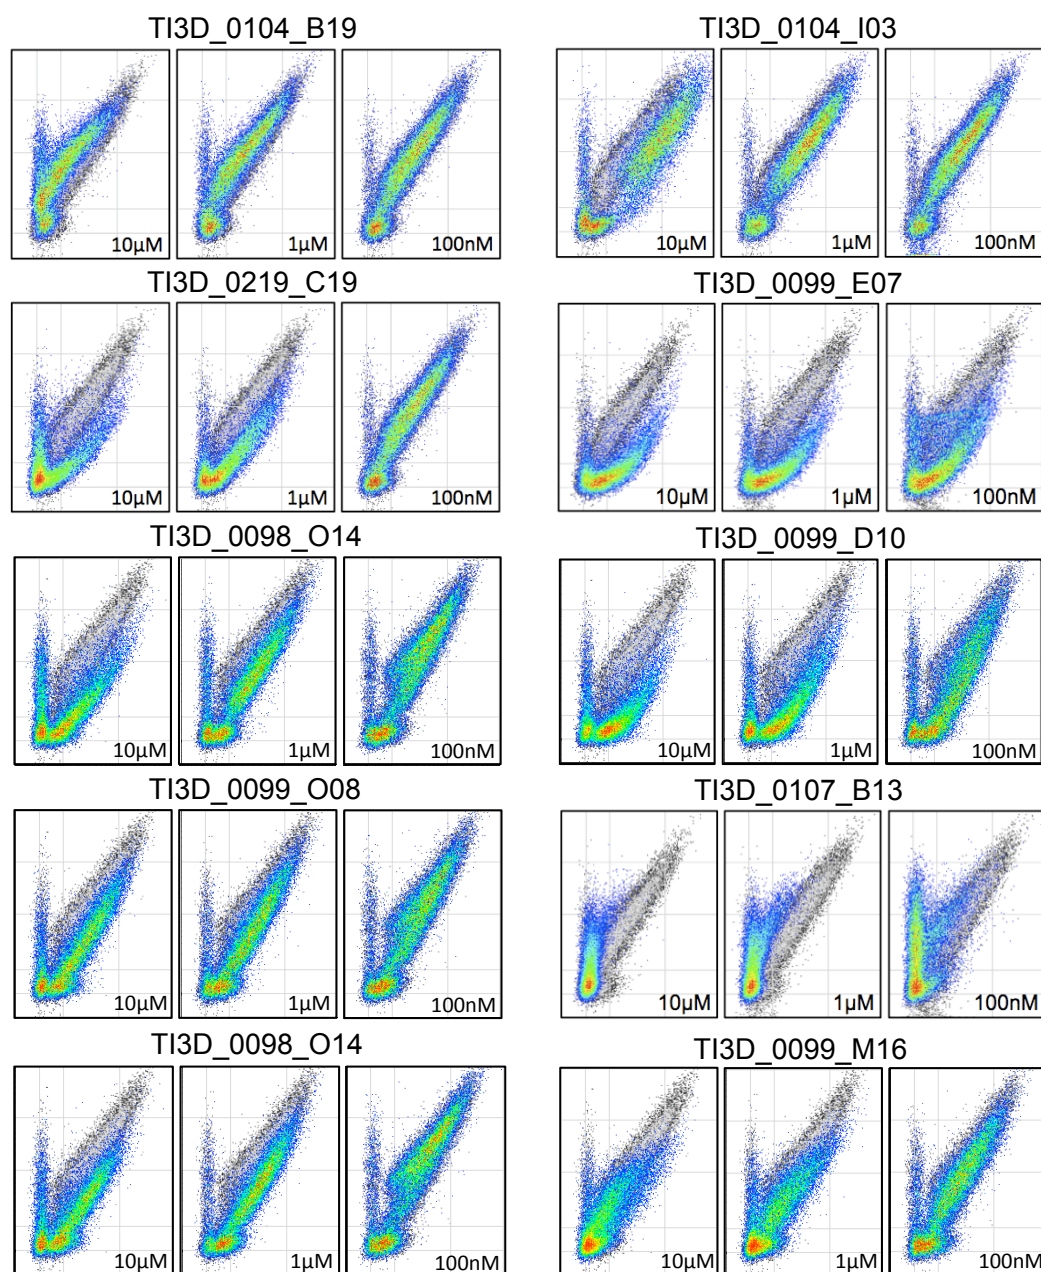 TI3D_0104_B19
10µM
1µM
100nM
TI3D_0104_I03
10µM
1µM
100nM
TI3D_0219_C19
10µM
1µM
100nM
TI3D_0099_E07
10µM
1µM
100nM
TI3D_0098_O14
10µM
1µM
100nM
TI3D_0099_D10
10µM
1µM
100nM
TI3D_0099_O08
10µM
1µM
100nM
TI3D_0107_B13
10µM
1µM
100nM
TI3D_0098_O14
10µM
1µM
100nM
TI3D_0099_M16
10µM
1µM
100nM